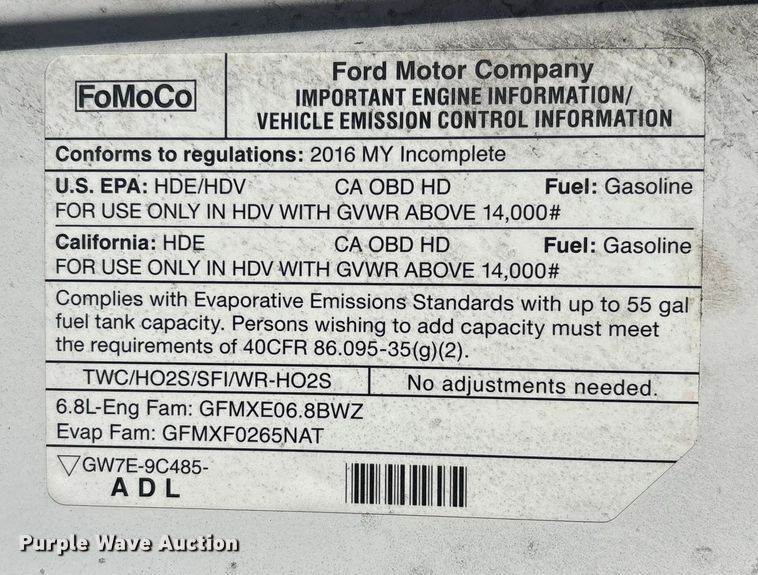 FoMoCo
Ford Motor Company
IMPORTANT ENGINE INFORMATION/
VEHICLE EMISSION CONTROL INFORMATION
Conforms to regulations: 2016 MY Incomplete
U.S. EPA: HDE/HDV CA OBD HD Fuel: Gasoline
FOR USE ONLY IN HDV WITH GVWR ABOVE 14,000#
California: HDE CA OBD HD Fuel: Gasoline
FOR USE ONLY IN HDV WITH GVWR ABOVE 14,000#
Complies with Evaporative Emissions Standards with up to 55 gal
fuel tank capacity. Persons wishing to add capacity must meet
the requirements of 40CFR 86.095-35(g)(2).
TWC/HO2S/SFI/WR-HO2S No adjustments needed.
6.8L-Eng Fam: GFMXE06.8BWZ
Evap Fam: GFMXF0265NAT
▽GW7E-9C485-
ADL
Purple Wave Auction